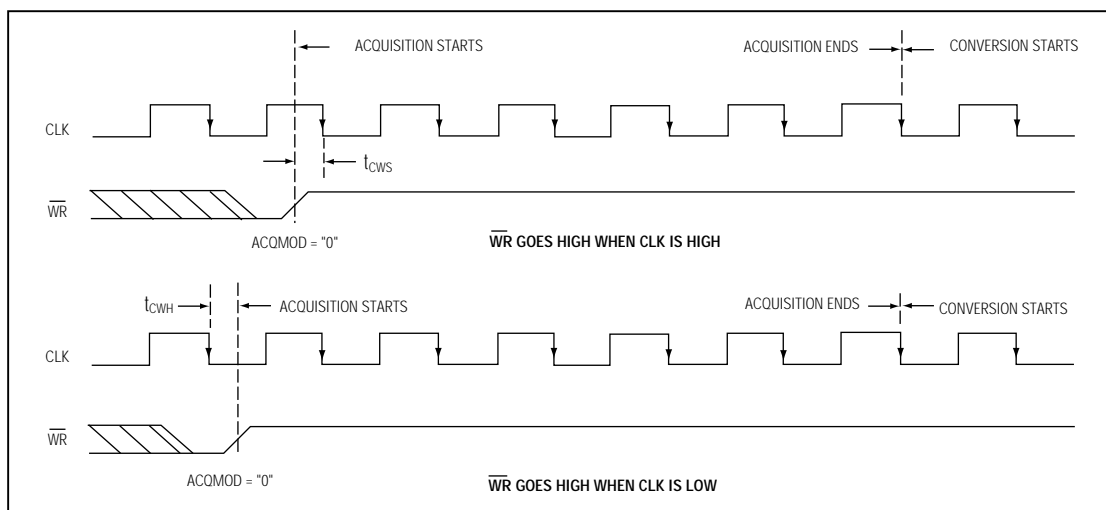 ACQUISITION STARTS
ACQUISITION ENDS
CONVERSION STARTS
CLK
tCWS
WR
ACQMOD = "0"
WR GOES HIGH WHEN CLK IS HIGH
tCWH
ACQUISITION STARTS
ACQUISITION ENDS
CONVERSION STARTS
CLK
WR
ACQMOD = "0"
WR GOES HIGH WHEN CLK IS LOW